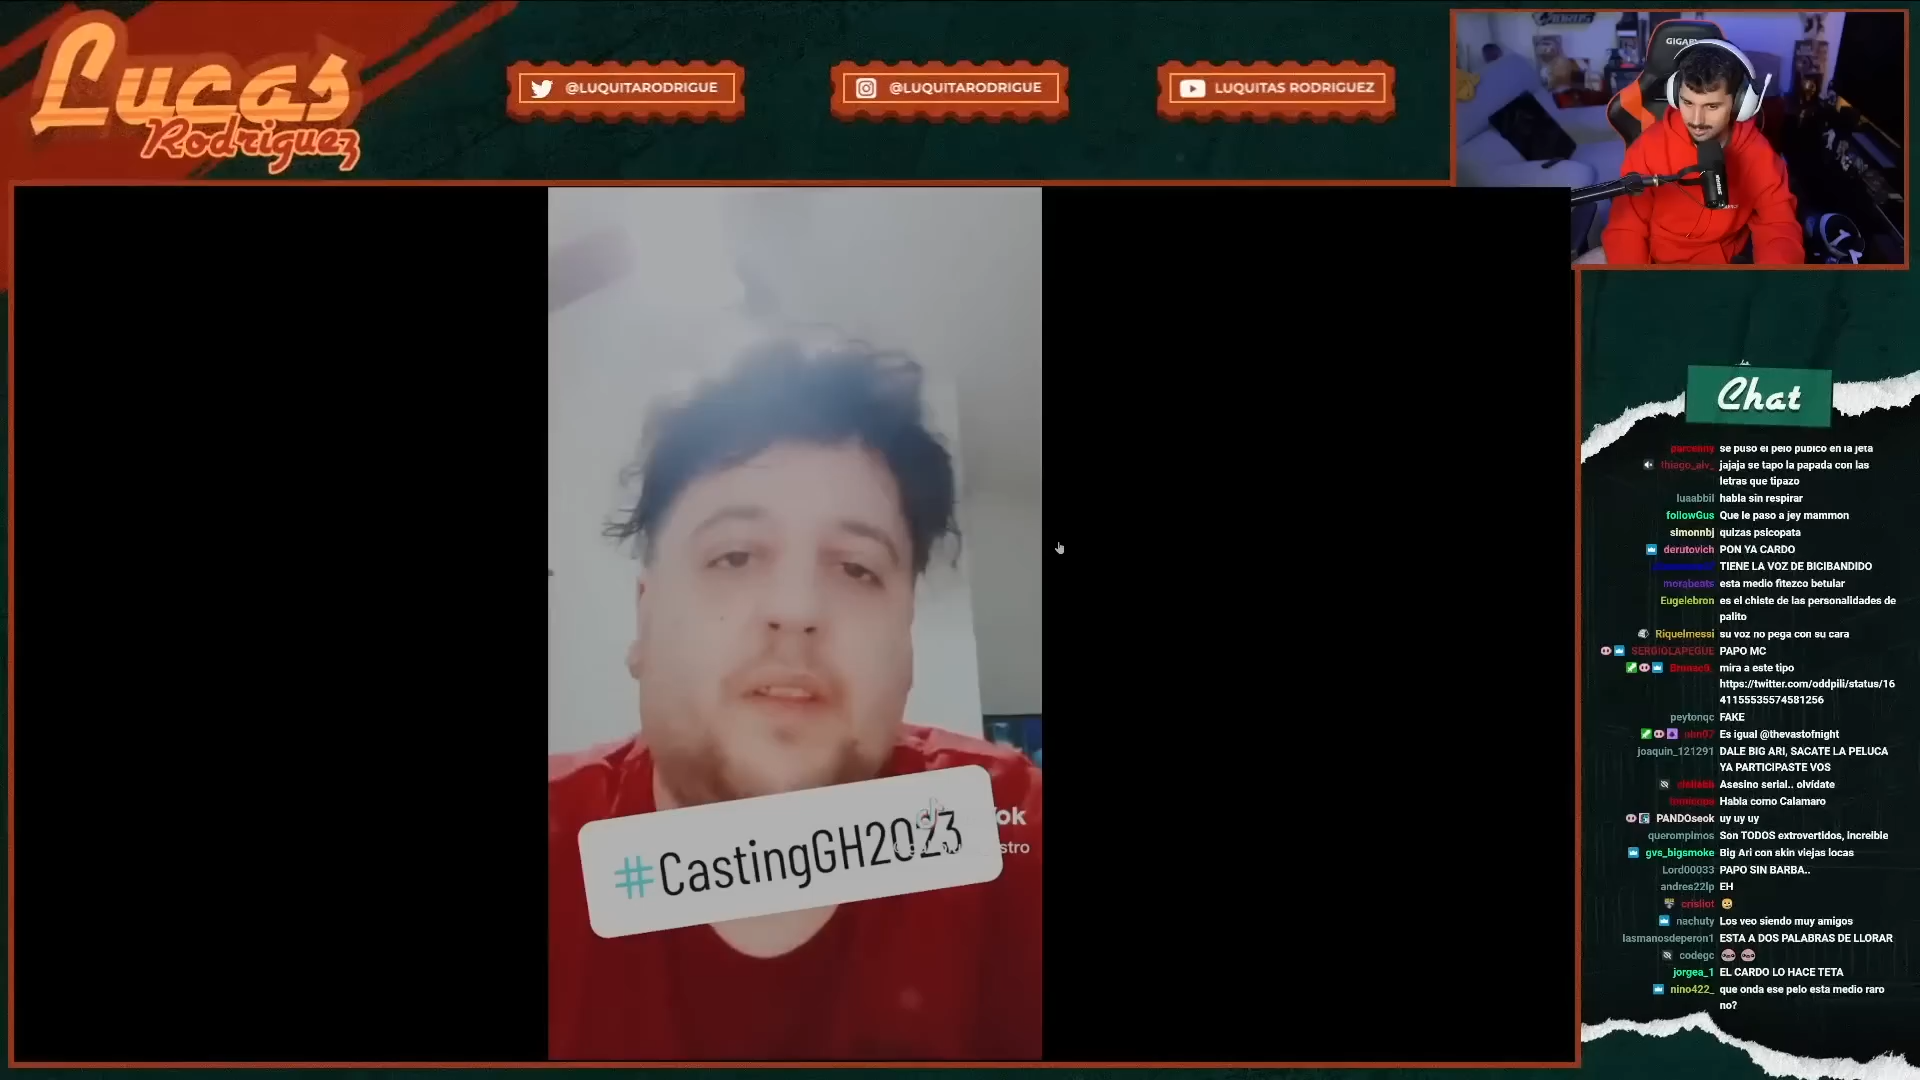 Lucas
Rodriguez
@LUQUITARODRIGUE
@LUQUITARODRIGUE
LUQUITAS RODRIGUEZ
GIGABY
#CastingGH2023
Chat
parcenny se puso el pelo pubico en la jeta
thiago_alv_ jajaja se tapo la papada con las
letras que tipazo
luaabbil habla sin respirar
followGus Que le paso a jey mammon
simonnbj quizas psicopata
derutovich PON YA CARDO
TIENE LA VOZ DE BICIBANDIDO
morabeats esta medio fitezco betular
Eugelebron es el chiste de las personalidades de
palito
Riquelmessi su voz no pega con su cara
SERGIOLAPEGUE PAPO MC
mira a este tipo
https://twitter.com/oddpili/status/16
41155535574581256
peytonqc FAKE
Es igual @thevastofnight
joaquin_121291 DALE BIG ARI, SACATE LA PELUCA
YA PARTICIPASTE VOS
Asesino serial.. olvídate
Habla como Calamaro
PANDOseok uy uy uy
querompimos Son TODOS extrovertidos, increible
gvs_bigsmoke Big Ari con skin viejas locas
Lord00033 PAPO SIN BARBA..
andres22lp EH
crisliot
nachuty Los veo siendo muy amigos
lasmanosdeperon1 ESTA A DOS PALABRAS DE LLORAR
codegc
jorgea_1 EL CARDO LO HACE TETA
nino422_ que onda ese pelo esta medio raro
no?